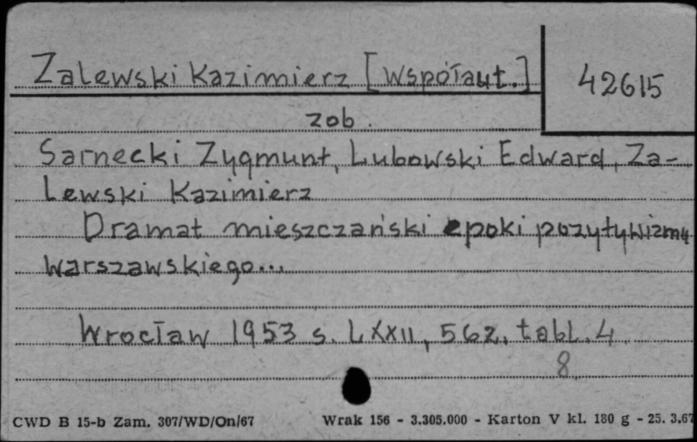 Zalewski Kazimierz [współaut.]
42615
zob.
Sarnecki Zygmunt, Lubowski Edward, Za-
lewski Kazimierz
Dramat mieszczański epoki pozytywizmu
warszawskiego...
Wrocław 1953 s. LXXII, 562, tabl. 4
8
CWD B 15-b Zam. 307/WD/On/67
Wrak 156 - 3.305.000 - Karton V kl. 180 g - 25. 3.67